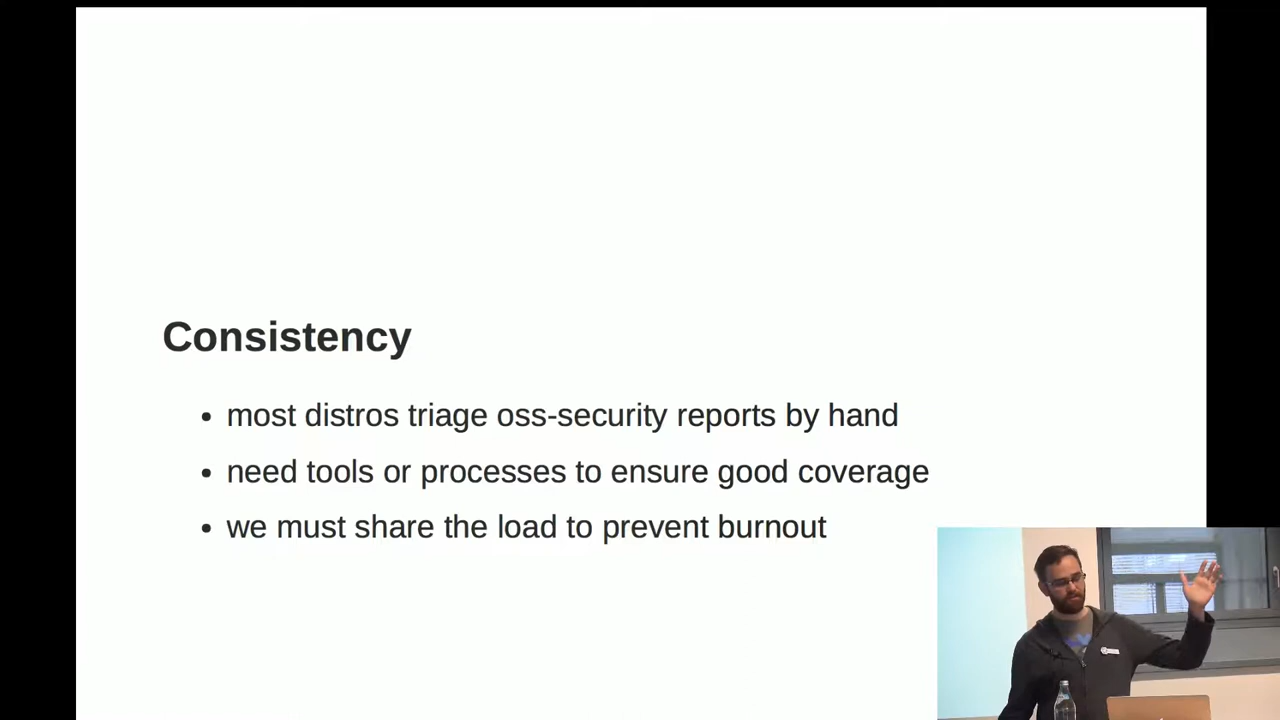 Consistency
most distros triage oss-security reports by hand
need tools or processes to ensure good coverage
we must share the load to prevent burnout